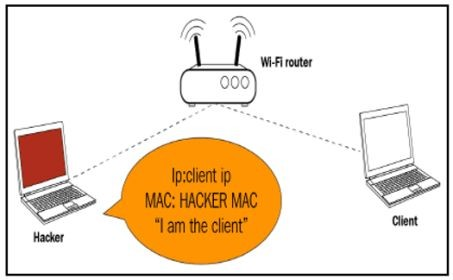 Wi-Fi router
Ip:client ip
MAC: HACKER MAC
“I am the client”
Hacker
Client